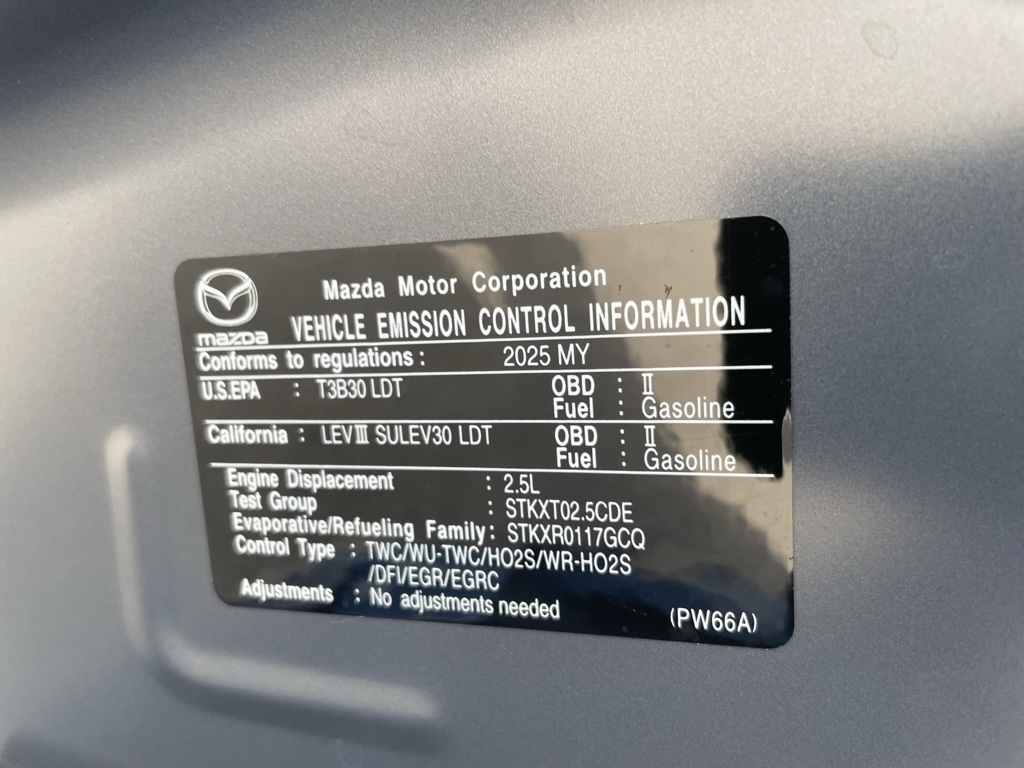 Mazda Motor Corporation
mazda
VEHICLE EMISSION CONTROL INFORMATION
Conforms to regulations : 2025 MY
U.S.EPA : T3B30 LDT OBD : II
Fuel : Gasoline
California : LEVIII SULEV30 LDT OBD : II
Fuel : Gasoline
Engine Displacement : 2.5L
Test Group : STKXT02.5CDE
Evaporative/Refueling Family : STKXR0117GCQ
Control Type : TWC/WU-TWC/HO2S/WR-HO2S
/DFI/EGR/EGRC
Adjustments : No adjustments needed
(PW66A)